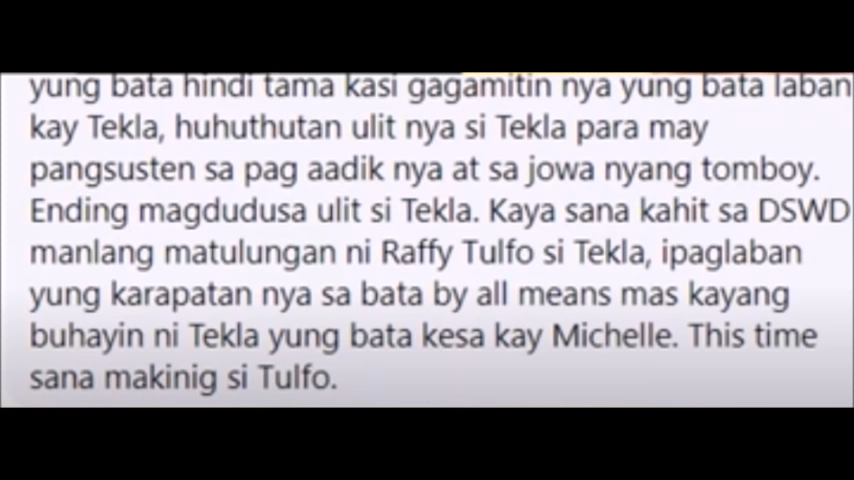 yung bata hindi tama kasi gagamitin nya yung bata laban
kay Tekla, huhuthutan ulit nya si Tekla para may
pangsusten sa pag aadik nya at sa jowa nyang tomboy.
Ending magdudusa ulit si Tekla. Kaya sana kahit sa DSWD
manlang matulungan ni Raffy Tulfo si Tekla, ipaglaban
yung karapatan nya sa bata by all means mas kayang
buhayin ni Tekla yung bata kesa kay Michelle. This time
sana makinig si Tulfo.